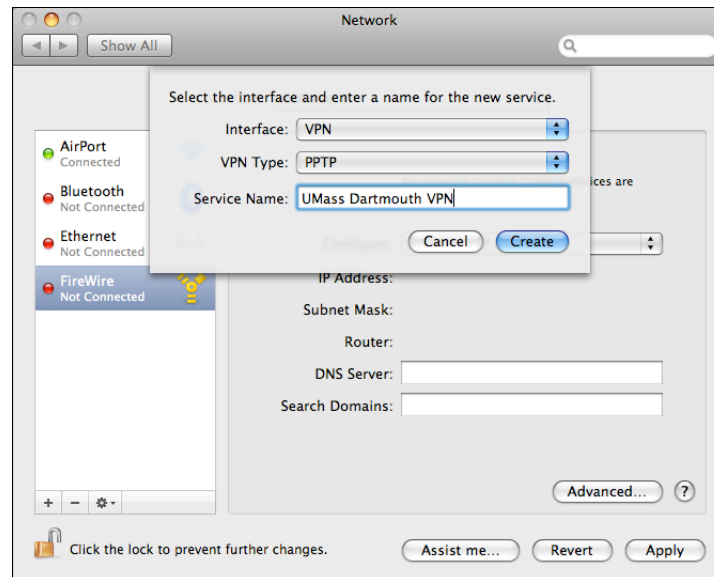 Network
Show All
Select the interface and enter a name for the new service.
Interface: VPN
VPN Type: PPTP
Service Name: UMass Dartmouth VPN
Cancel Create
AirPort
Connected
Bluetooth
Not Connected
Ethernet
Not Connected
FireWire
Not Connected
ices are
IP Address:
Subnet Mask:
Router:
DNS Server:
Search Domains:
Advanced... ?
Click the lock to prevent further changes.
Assist me... Revert Apply